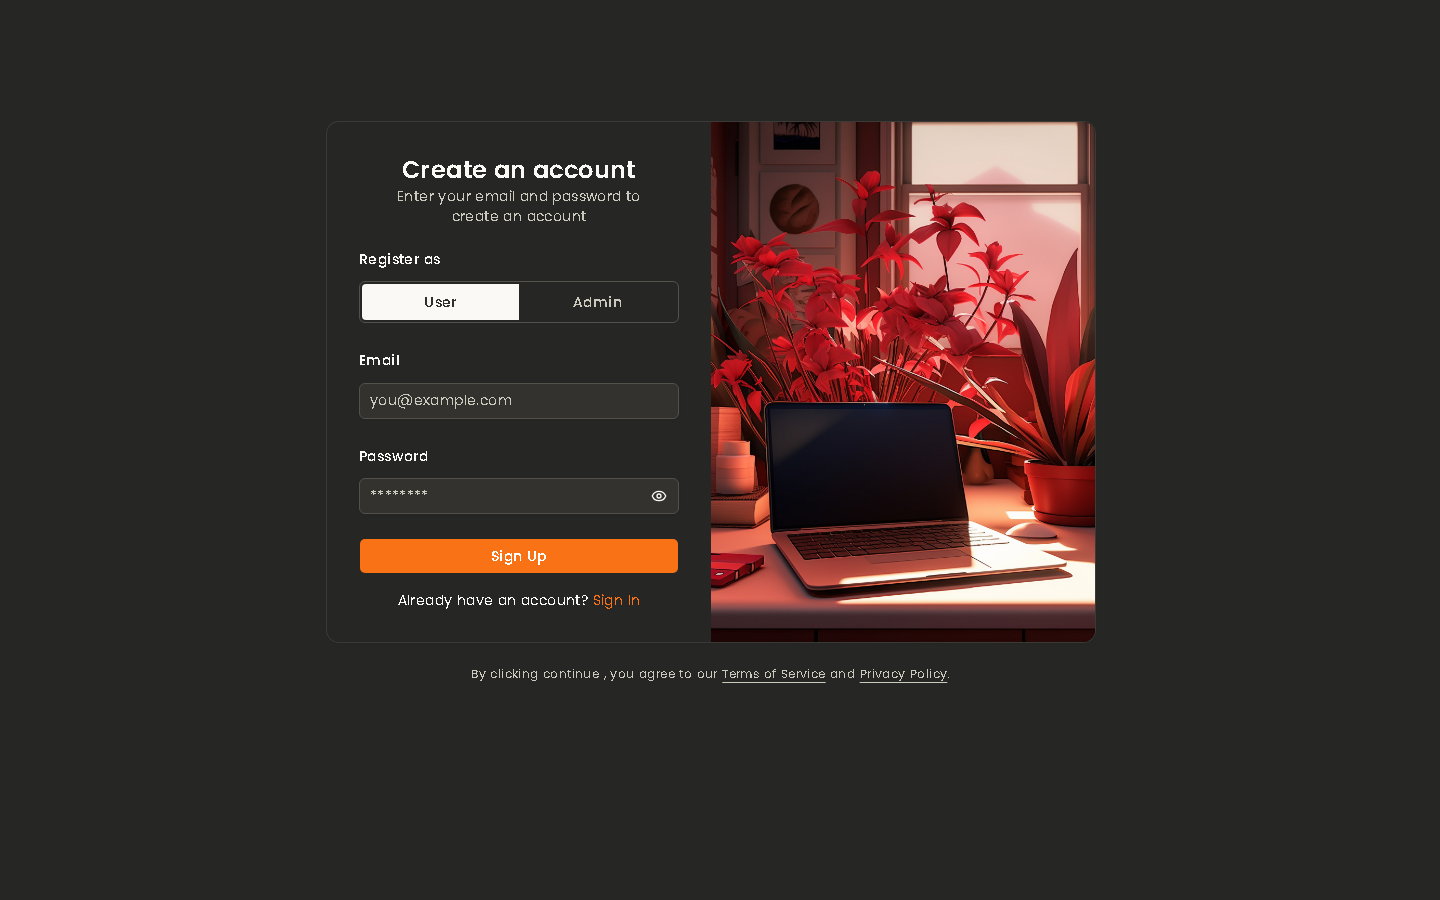 Create an account
Enter your email and password to
create an account
Register as
User
Admin
Email
you@example.com
Password
********
Sign Up
Already have an account? Sign In
By clicking continue , you agree to our Terms of Service and Privacy Policy.